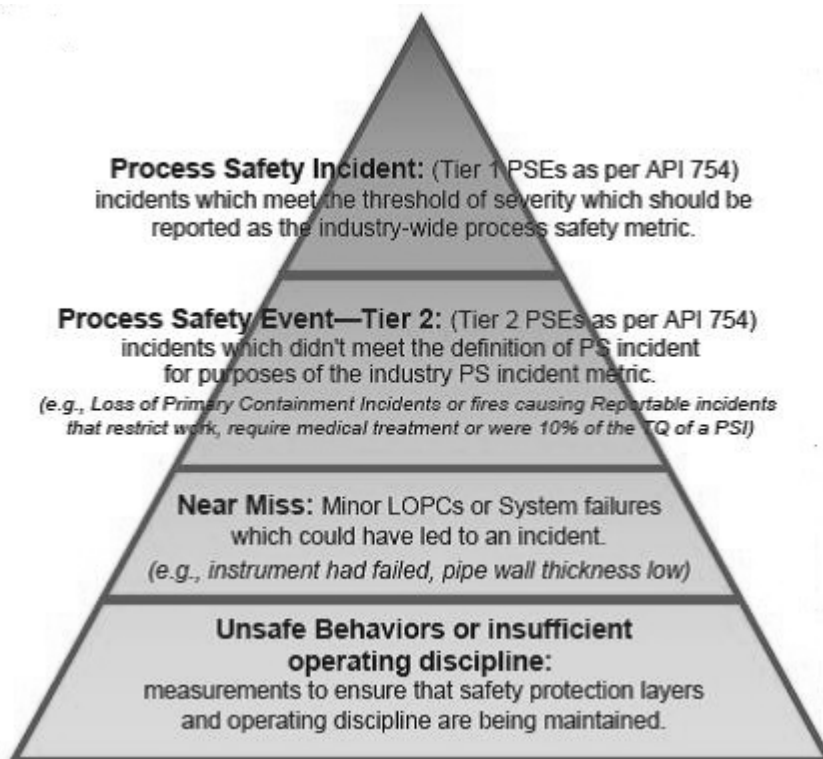 Process Safety Incident: (Tier 1 PSEs as per API 754)
incidents which meet the threshold of severity which should be
reported as the industry-wide process safety metric.
Process Safety Event—Tier 2: (Tier 2 PSEs as per API 754)
incidents which didn't meet the definition of PS incident
for purposes of the industry PS incident metric.
(e.g., Loss of Primary Containment Incidents or fires causing Reportable incidents
that restrict work, require medical treatment or were 10% of the TQ of a PSI)
Near Miss: Minor LOPCs or System failures
which could have led to an incident.
(e.g., instrument had failed, pipe wall thickness low)
Unsafe Behaviors or insufficient
operating discipline:
measurements to ensure that safety protection layers
and operating discipline are being maintained.